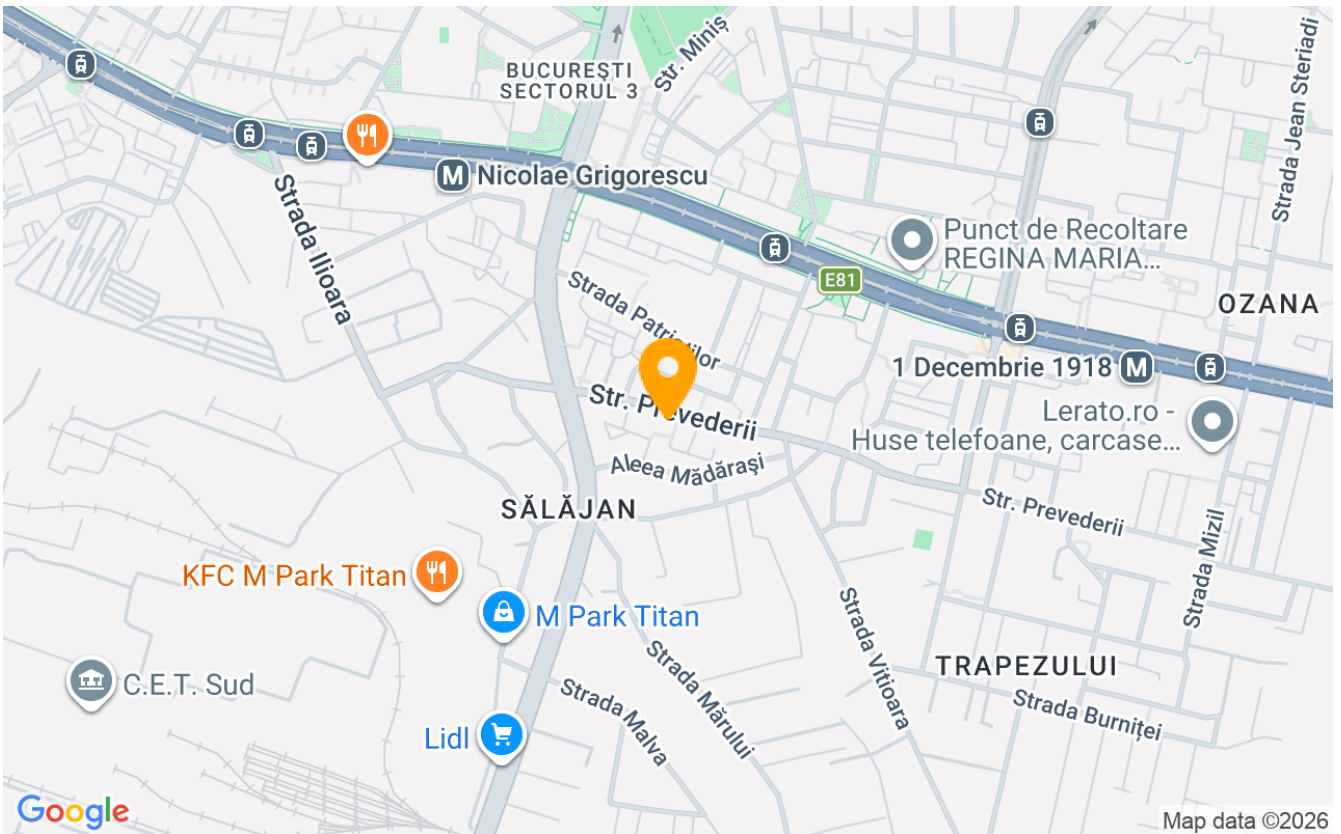 BUCUREȘTI
SECTORUL 3
Str. Miniș
Strada Jean Steriadi
M Nicolae Grigorescu
Strada Ilioara
Punct de Recoltare
REGINA MARIA...
E81
OZANA
Strada Patrioților
1 Decembrie 1918 M
Str. Prevederii
Lerato.ro -
Huse telefoane, carcase...
Aleea Mădărași
SĂLĂJAN
Str. Prevederii
Strada Mizil
KFC M Park Titan
M Park Titan
Strada Vitioara
Strada Mărului
TRAPEZULUI
C.E.T. Sud
Strada Malva
Strada Burniței
Lidl
Google
Map data ©2026